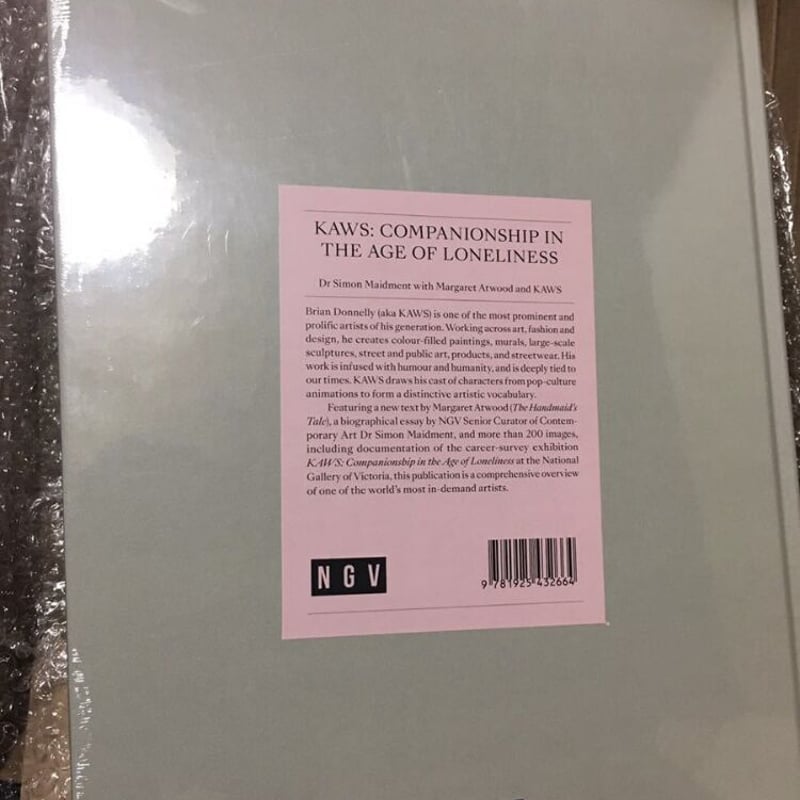 KAWS: COMPANIONSHIP IN
THE AGE OF LONELINESS
Dr Simon Maidment with Margaret Atwood and KAWS
Brian Donnelly (aka KAWS) is one of the most prominent and
prolific artists of his generation. Working across art, fashion and
design, he creates colour-filled paintings, murals, large-scale
sculptures, street and public art, products, and streetwear. His
work is infused with humour and humanity, and is deeply tied to
our times. KAWS draws his cast of characters from pop-culture
animations to form a distinctive artistic vocabulary.
Featuring a new text by Margaret Atwood (The Handmaid's
Tale), a biographical essay by NGV Senior Curator of Contem-
porary Art Dr Simon Maidment, and more than 200 images,
including documentation of the career-survey exhibition
KAWS: Companionship in the Age of Loneliness at the National
Gallery of Victoria, this publication is a comprehensive overview
of one of the world's most in-demand artists.
NGV
9 781925 432664